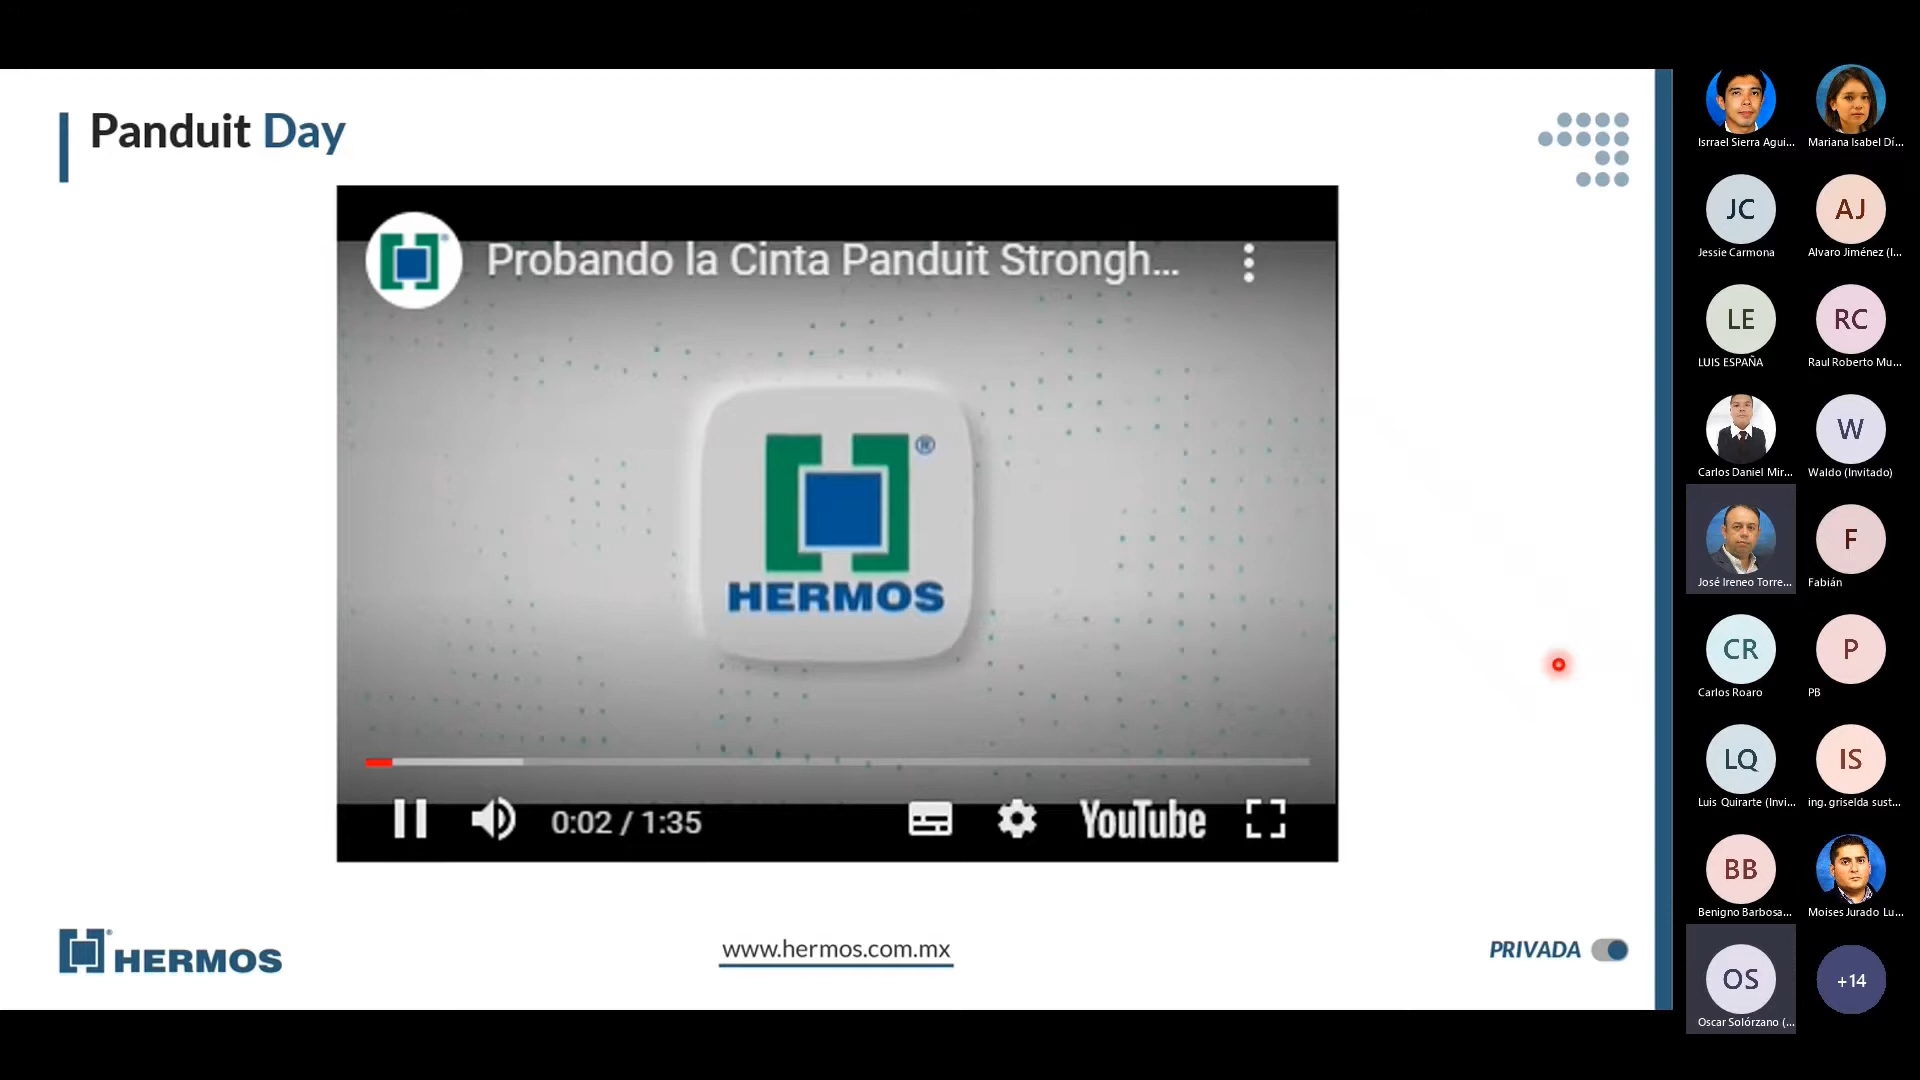 Panduit Day
Probando la Cinta Panduit Strongh...
®
HERMOS
0:02 / 1:35
YouTube
HERMOS
www.hermos.com.mx
PRIVADA
Isrrael Sierra Agui...
Mariana Isabel Dí...
JC
AJ
Jessie Carmona
Alvaro Jiménez (I...
LE
RC
LUIS ESPAÑA
Raul Roberto Mu...
W
Carlos Daniel Mir...
Waldo (Invitado)
F
José Ireneo Torre...
Fabián
CR
P
Carlos Roaro
PB
LQ
IS
Luis Quirarte (Invi...
ing. griselda sust...
BB
Benigno Barbosa...
Moises Jurado Lu...
OS
+14
Oscar Solórzano (...